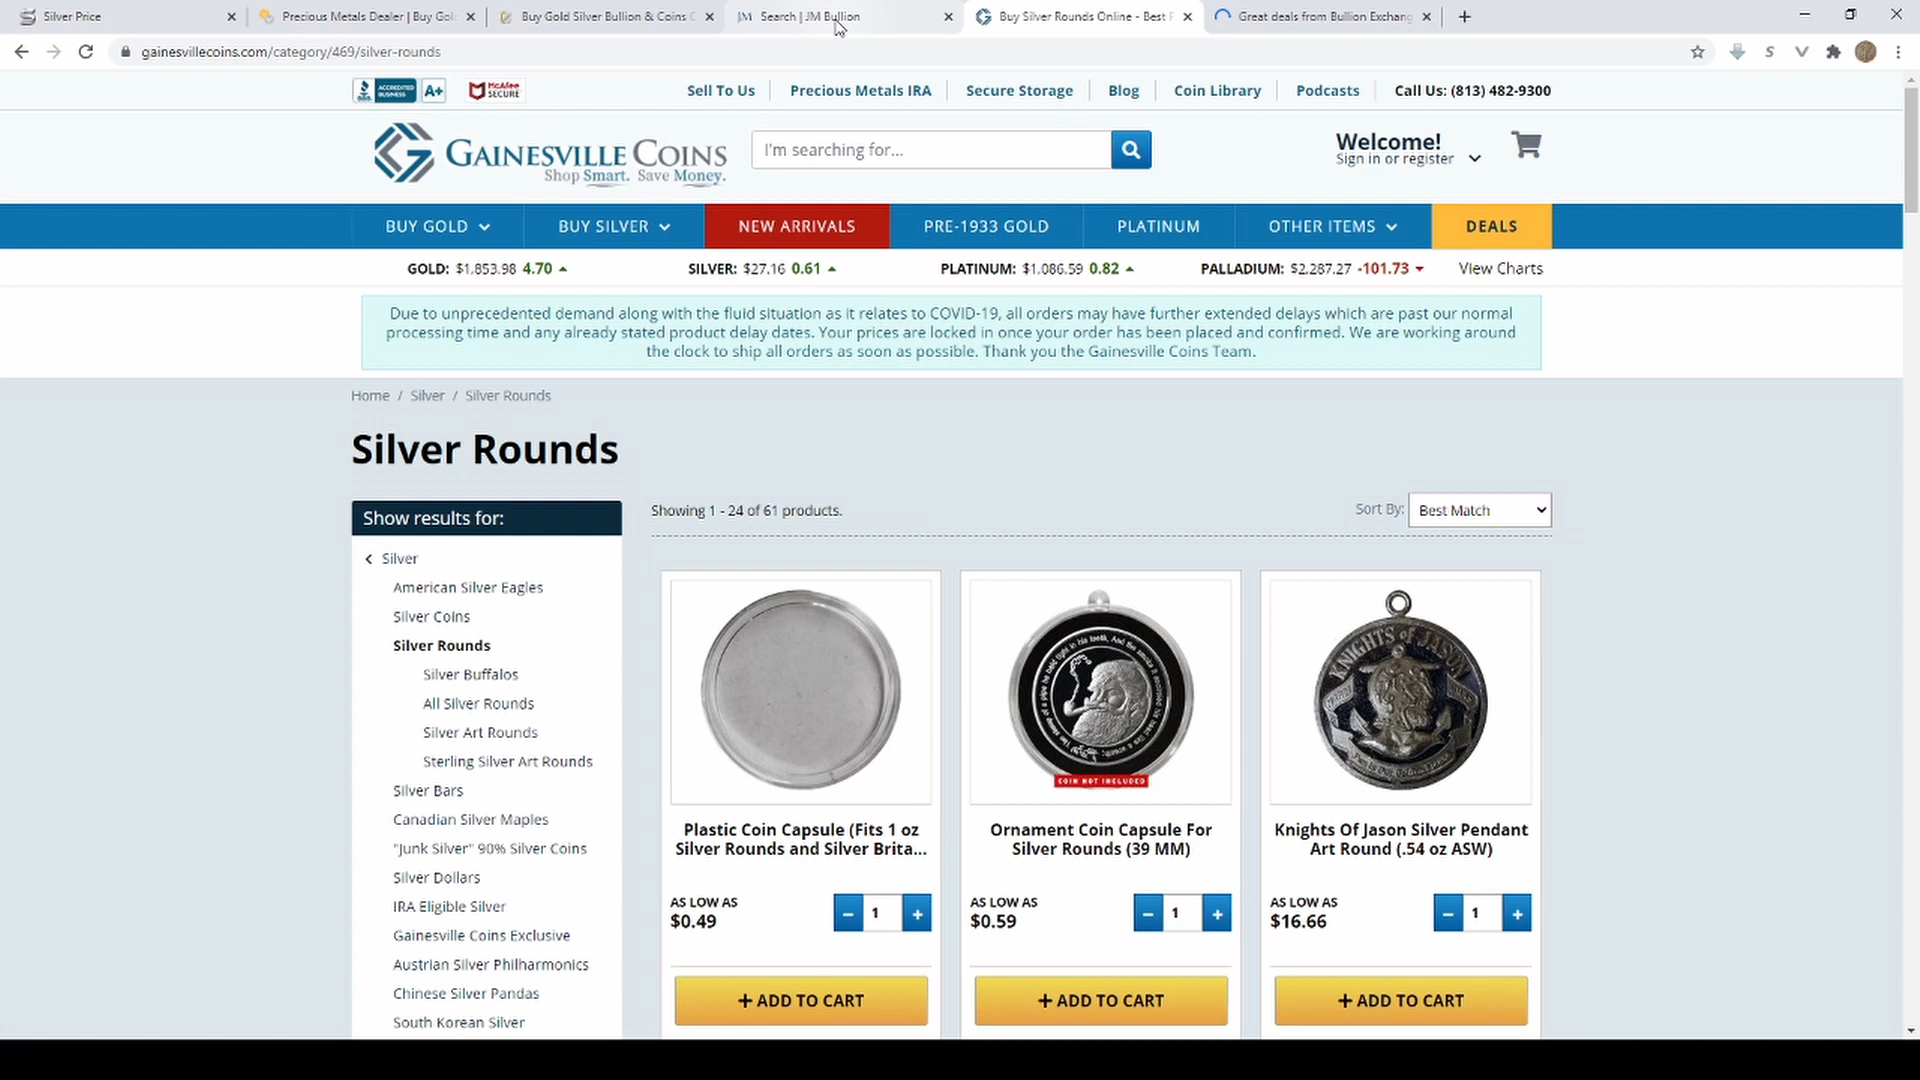 Silver Price
Precious Metals Dealer | Buy Gol
Buy Gold Silver Bullion & Coins C
JM Search | JM Bullion
Buy Silver Rounds Online - Best P
Great deals from Bullion Exchang
gainesvillecoins.com/category/469/silver-rounds
ACCREDITED BUSINESS A+
McAfee SECURE
Sell To Us
Precious Metals IRA
Secure Storage
Blog
Coin Library
Podcasts
Call Us: (813) 482-9300
GAINESVILLE COINS
Shop Smart. Save Money.
I'm searching for...
Welcome!
Sign in or register
BUY GOLD
BUY SILVER
NEW ARRIVALS
PRE-1933 GOLD
PLATINUM
OTHER ITEMS
DEALS
GOLD: $1,853.98 4.70
SILVER: $27.16 0.61
PLATINUM: $1,086.59 0.82
PALLADIUM: $2,287.27 -101.73
View Charts
Due to unprecedented demand along with the fluid situation as it relates to COVID-19, all orders may have further extended delays which are past our normal
processing time and any already stated product delay dates. Your prices are locked in once your order has been placed and confirmed. We are working around
the clock to ship all orders as soon as possible. Thank you the Gainesville Coins Team.
Home / Silver / Silver Rounds
Silver Rounds
Show results for:
Silver
American Silver Eagles
Silver Coins
Silver Rounds
Silver Buffalos
All Silver Rounds
Silver Art Rounds
Sterling Silver Art Rounds
Silver Bars
Canadian Silver Maples
"Junk Silver" 90% Silver Coins
Silver Dollars
IRA Eligible Silver
Gainesville Coins Exclusive
Austrian Silver Philharmonics
Chinese Silver Pandas
South Korean Silver
Showing 1 - 24 of 61 products.
Sort By: Best Match
Plastic Coin Capsule (Fits 1 oz
Silver Rounds and Silver Brita...
AS LOW AS
$0.49
1
ADD TO CART
COIN NOT INCLUDED
Ornament Coin Capsule For
Silver Rounds (39 MM)
AS LOW AS
$0.59
1
ADD TO CART
KNIGHTS of JASON
Knights Of Jason Silver Pendant
Art Round (.54 oz ASW)
AS LOW AS
$16.66
1
ADD TO CART